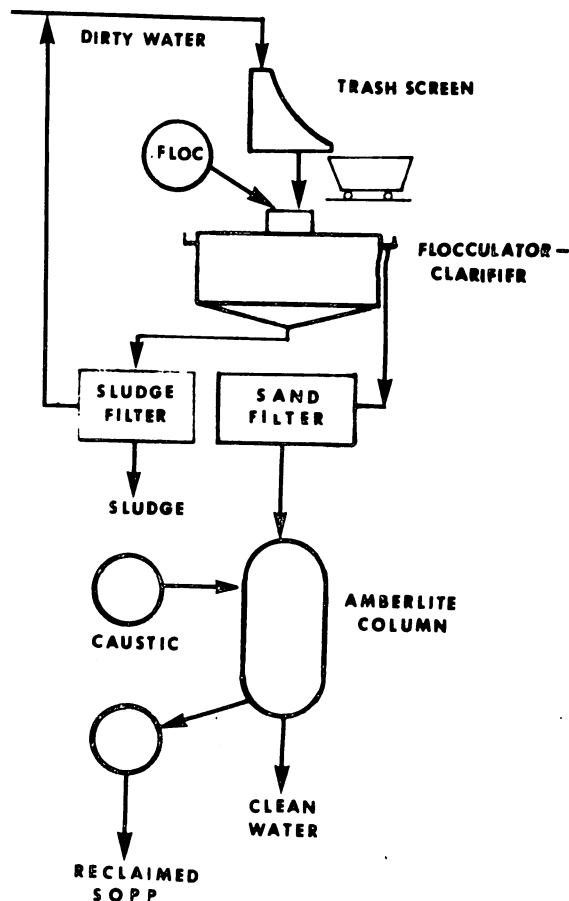 DIRTY WATER
TRASH SCREEN
.FLOC
FLOCCULATOR-
CLARIFIER
SLUDGE
FILTER
SAND
FILTER
SLUDGE
AMBERLITE
COLUMN
CAUSTIC
CLEAN
WATER
RECLAIMED
SOPP